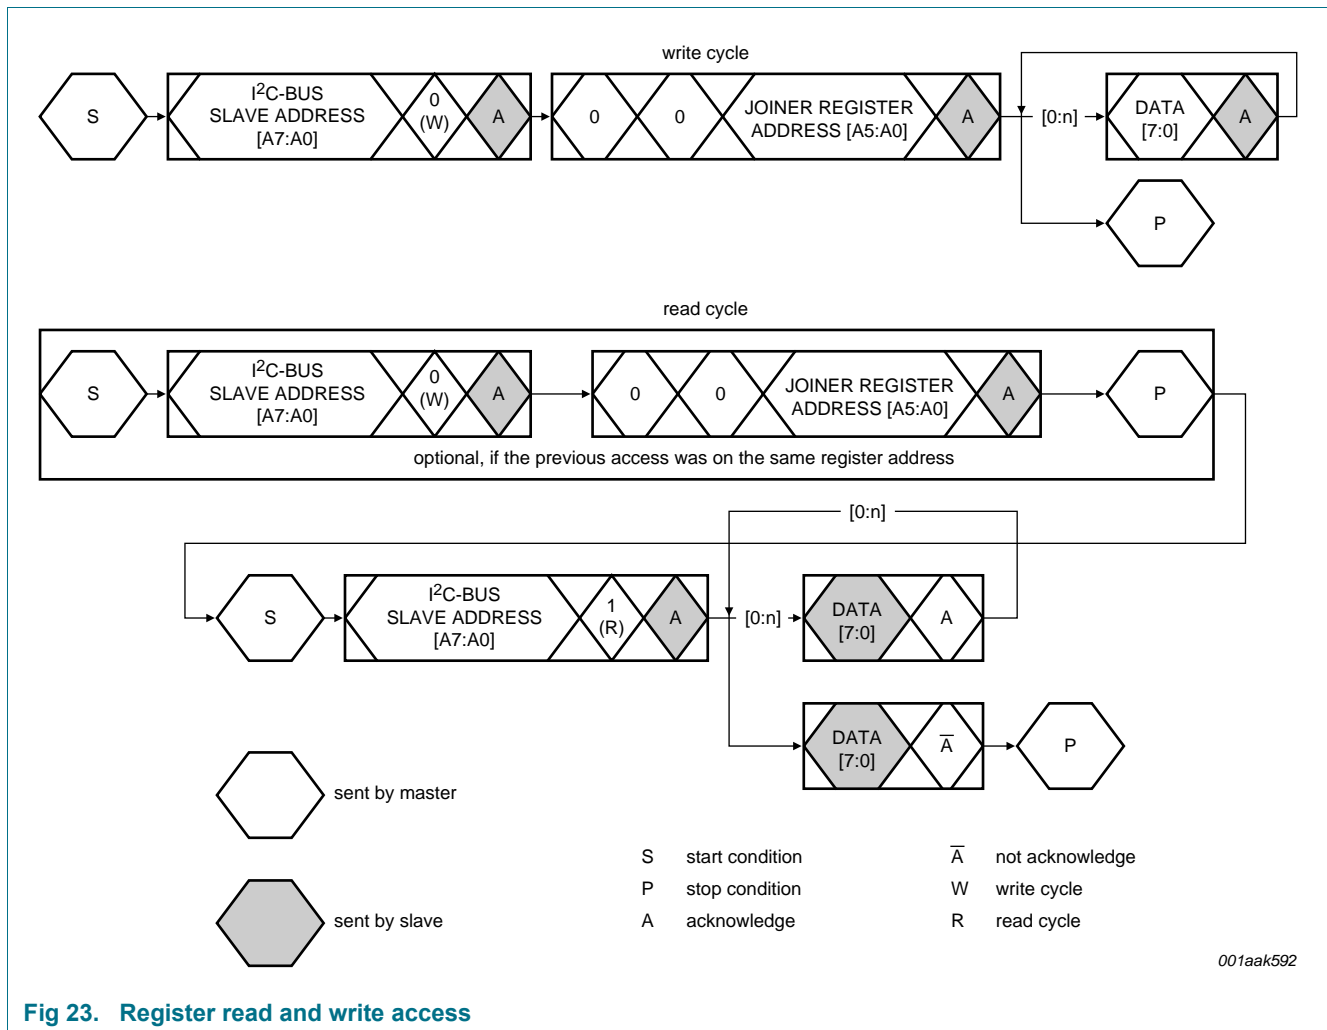 write cycle
S
I²C-BUS
SLAVE ADDRESS
[A7:A0]
0
(W)
A
0
0
JOINER REGISTER
ADDRESS [A5:A0]
A
[0:n]
DATA
[7:0]
A
P
read cycle
S
I²C-BUS
SLAVE ADDRESS
[A7:A0]
0
(W)
A
0
0
JOINER REGISTER
ADDRESS [A5:A0]
A
P
optional, if the previous access was on the same register address
[0:n]
S
I²C-BUS
SLAVE ADDRESS
[A7:A0]
1
(R)
A
[0:n]
DATA
[7:0]
A
DATA
[7:0]
A̅
P
sent by master
sent by slave
S start condition
P stop condition
A acknowledge
A̅ not acknowledge
W write cycle
R read cycle
001aak592
Fig 23. Register read and write access